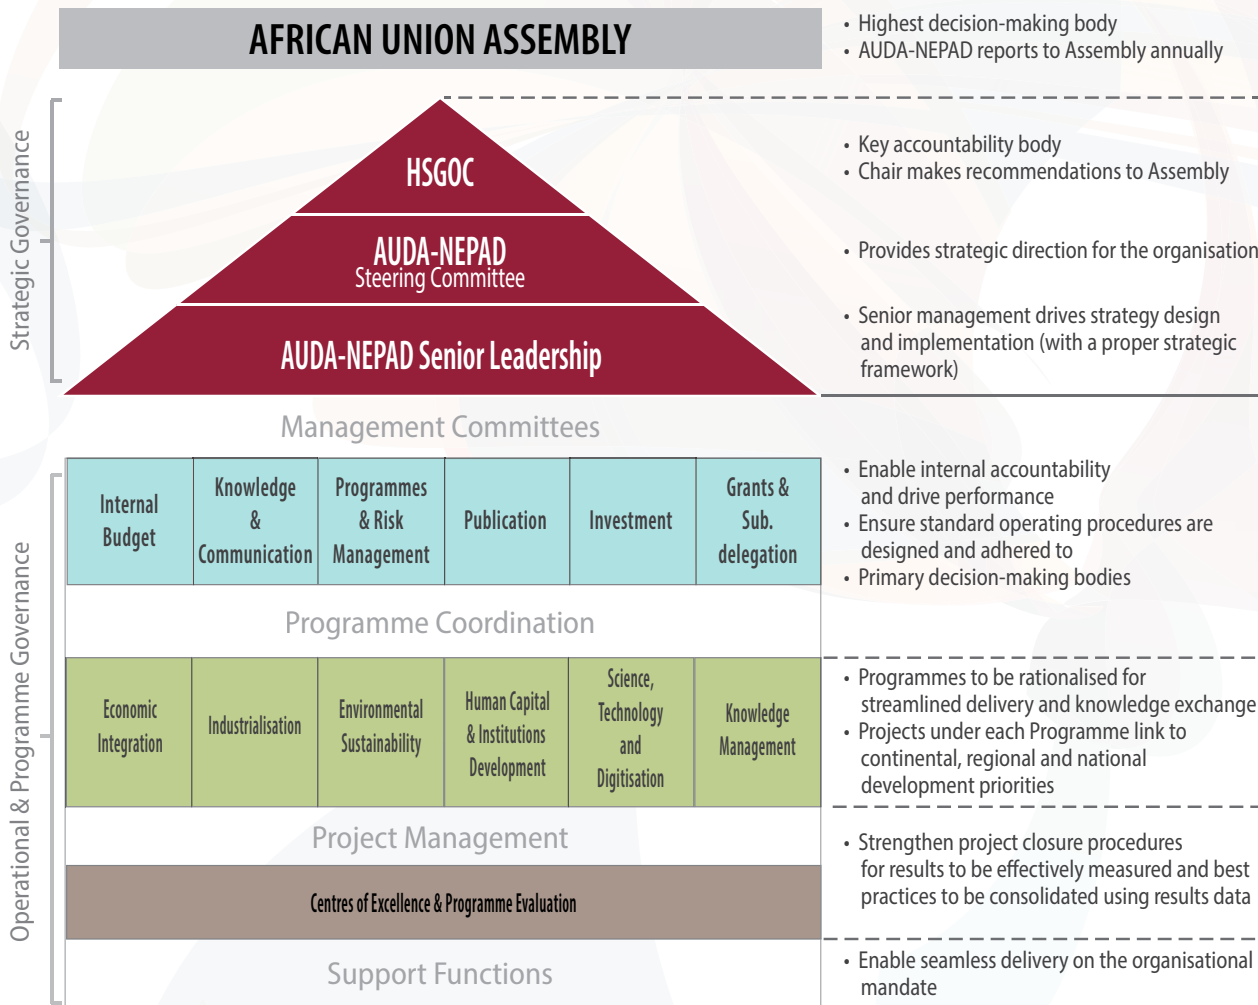 AFRICAN UNION ASSEMBLY
• Highest decision-making body
• AUDA-NEPAD reports to Assembly annually
Strategic Governance
HSGOC
• Key accountability body
• Chair makes recommendations to Assembly
AUDA-NEPAD
Steering Committee
• Provides strategic direction for the organisation
AUDA-NEPAD Senior Leadership
• Senior management drives strategy design
and implementation (with a proper strategic
framework)
Operational & Programme Governance
Management Committees
Internal
Budget
Knowledge
&
Communication
Programmes
& Risk
Management
Publication
Investment
Grants &
Sub.
delegation
• Enable internal accountability
and drive performance
• Ensure standard operating procedures are
designed and adhered to
• Primary decision-making bodies
Programme Coordination
Economic
Integration
Industrialisation
Environmental
Sustainability
Human Capital
& Institutions
Development
Science,
Technology
and
Digitisation
Knowledge
Management
• Programmes to be rationalised for
streamlined delivery and knowledge exchange
• Projects under each Programme link to
continental, regional and national
development priorities
Project Management
Centres of Excellence & Programme Evaluation
• Strengthen project closure procedures
for results to be effectively measured and best
practices to be consolidated using results data
Support Functions
• Enable seamless delivery on the organisational
mandate